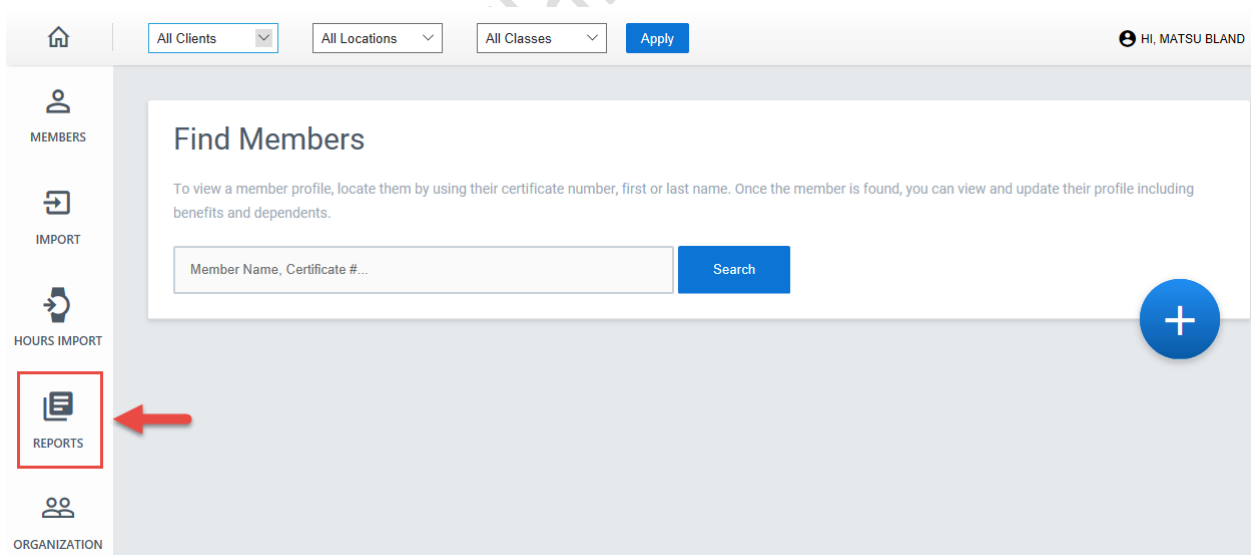 All Clients
All Locations
All Classes
Apply
HI, MATSU BLAND
MEMBERS
IMPORT
HOURS IMPORT
REPORTS
ORGANIZATION
Find Members
To view a member profile, locate them by using their certificate number, first or last name. Once the member is found, you can view and update their profile including
benefits and dependents.
Member Name, Certificate #...
Search